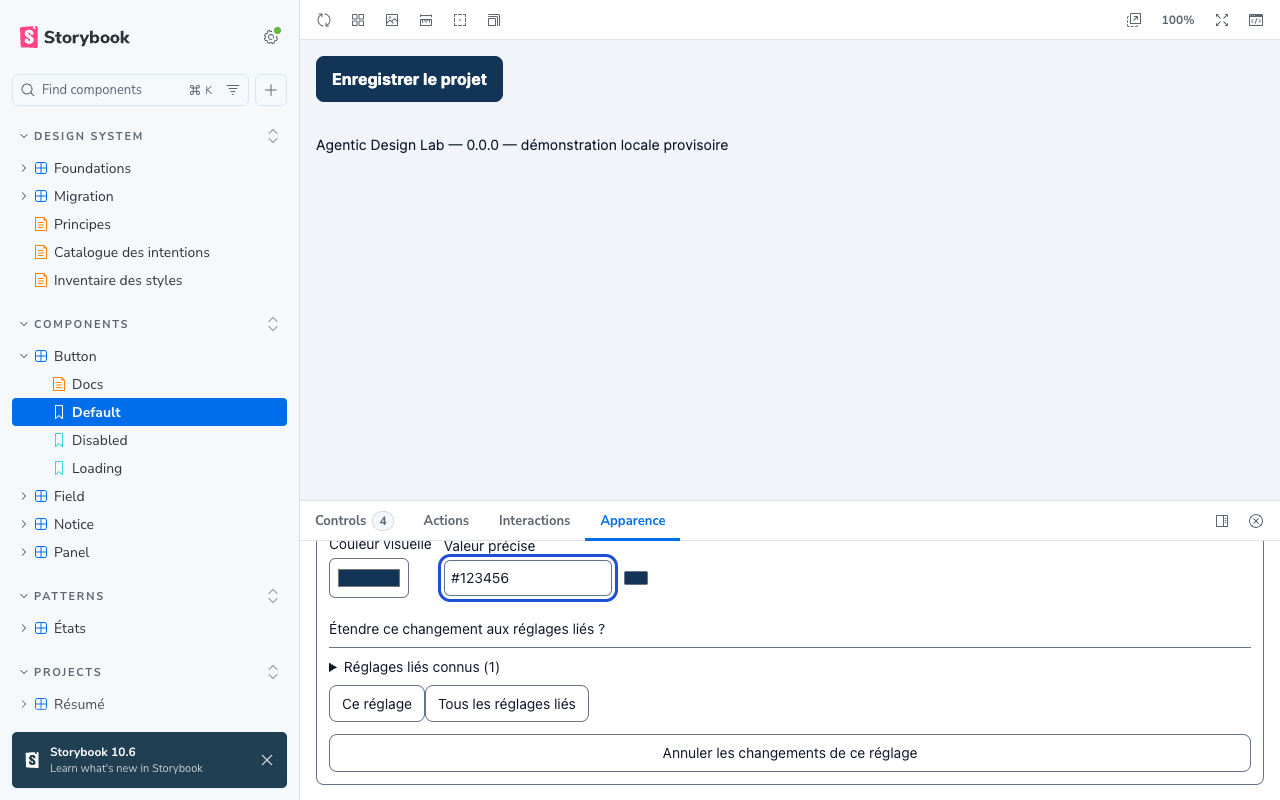 Storybook
Find components
⌘ K
DESIGN SYSTEM
Foundations
Migration
Principes
Catalogue des intentions
Inventaire des styles
COMPONENTS
Button
Docs
Default
Disabled
Loading
Field
Notice
Panel
PATTERNS
États
PROJECTS
Résumé
Storybook 10.6
Learn what's new in Storybook
100%
Enregistrer le projet
Agentic Design Lab — 0.0.0 — démonstration locale provisoire
Controls 4 Actions Interactions Apparence
Couleur visuelle Valeur précise
#123456
Étendre ce changement aux réglages liés ?
Réglages liés connus (1)
Ce réglage Tous les réglages liés
Annuler les changements de ce réglage